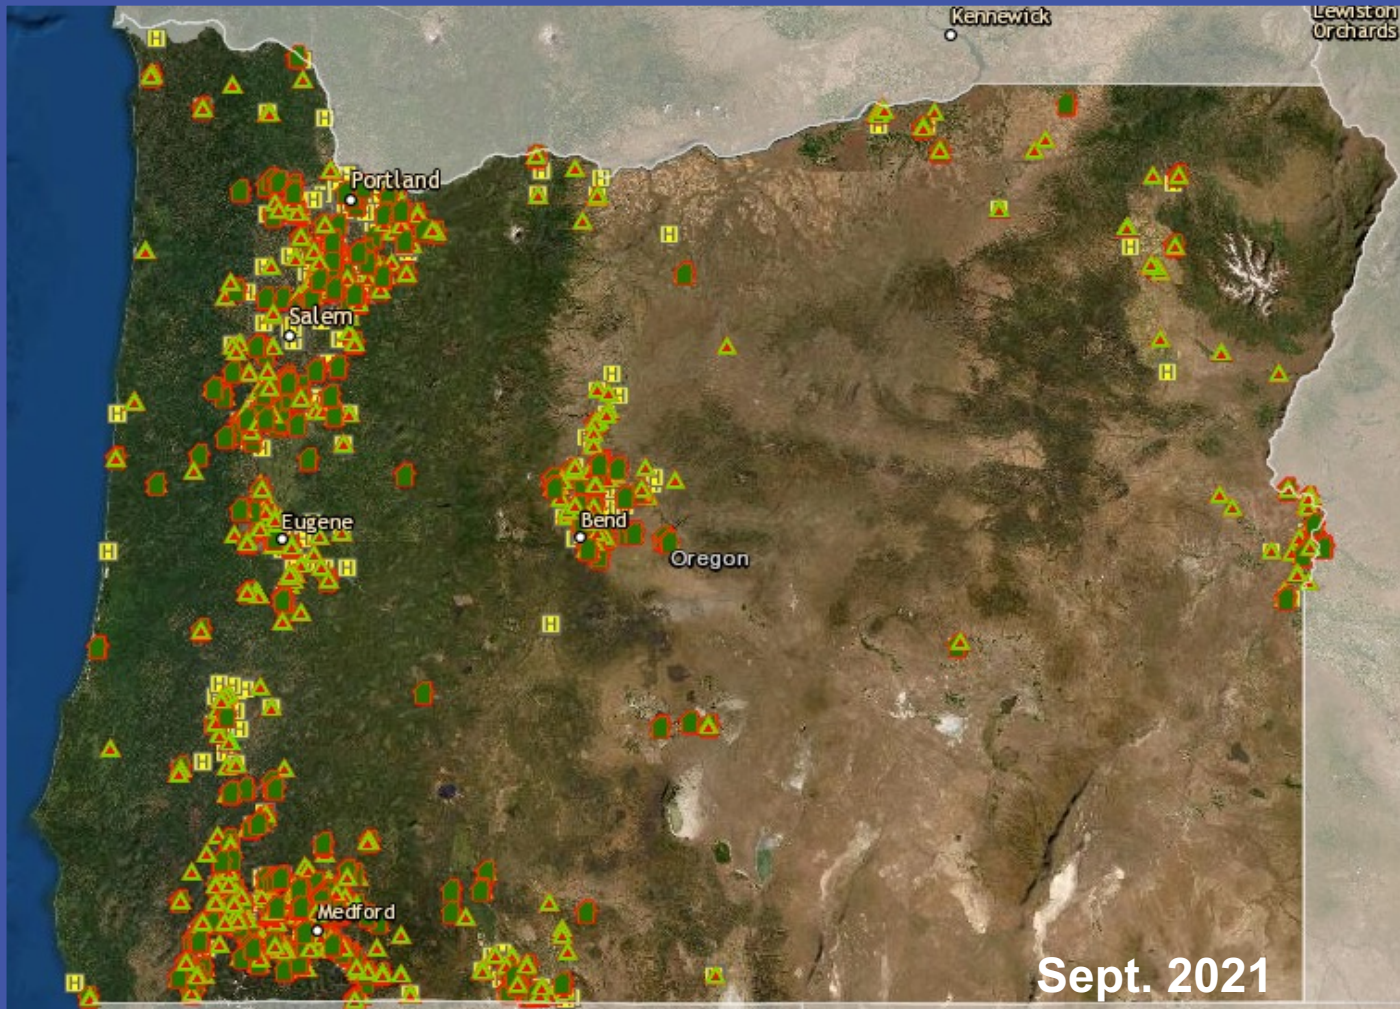 Kennewick
Lewiston
Orchards
Portland
Salem
Eugene
Bend
Oregon
Medford
Sept. 2021